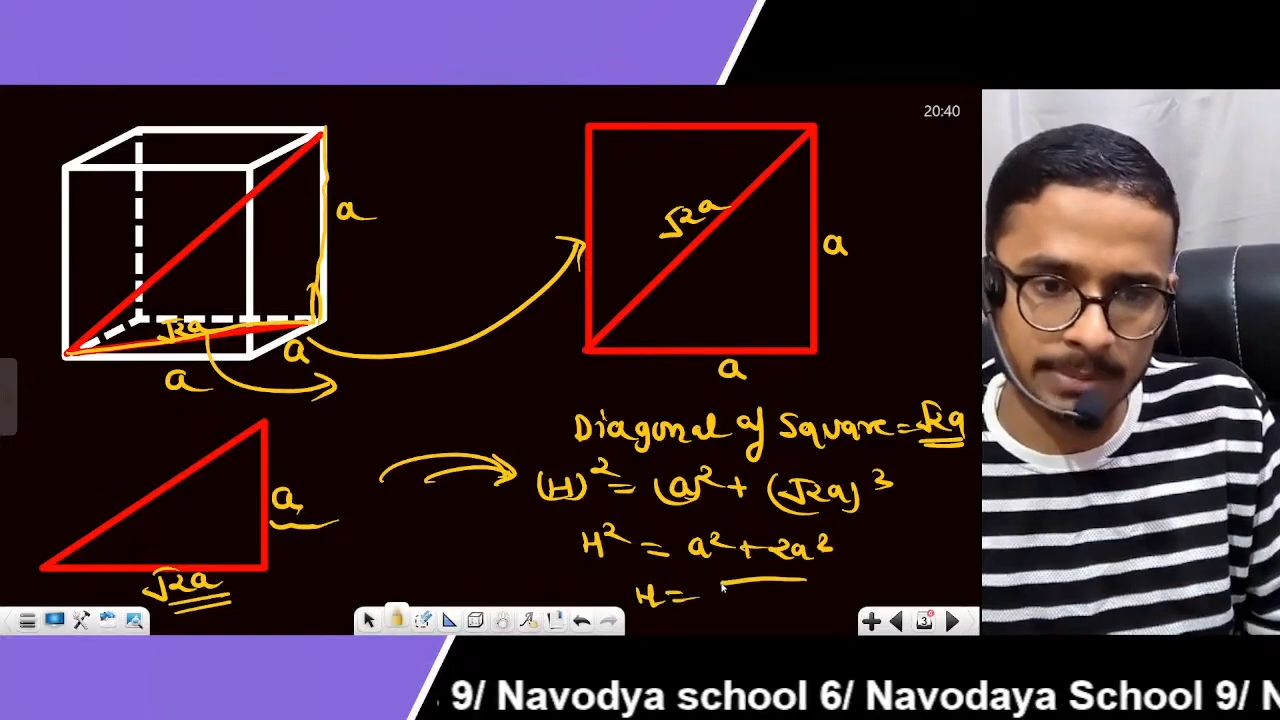 20:40
a
√2a
a
a
√2a
a
a
Diagonal of Square = √2a
(H)² = (a)² + (√2a)²
H² = a² + 2a²
H =
a
√2a
3
9/ Navodya school 6/ Navodaya School 9/ N